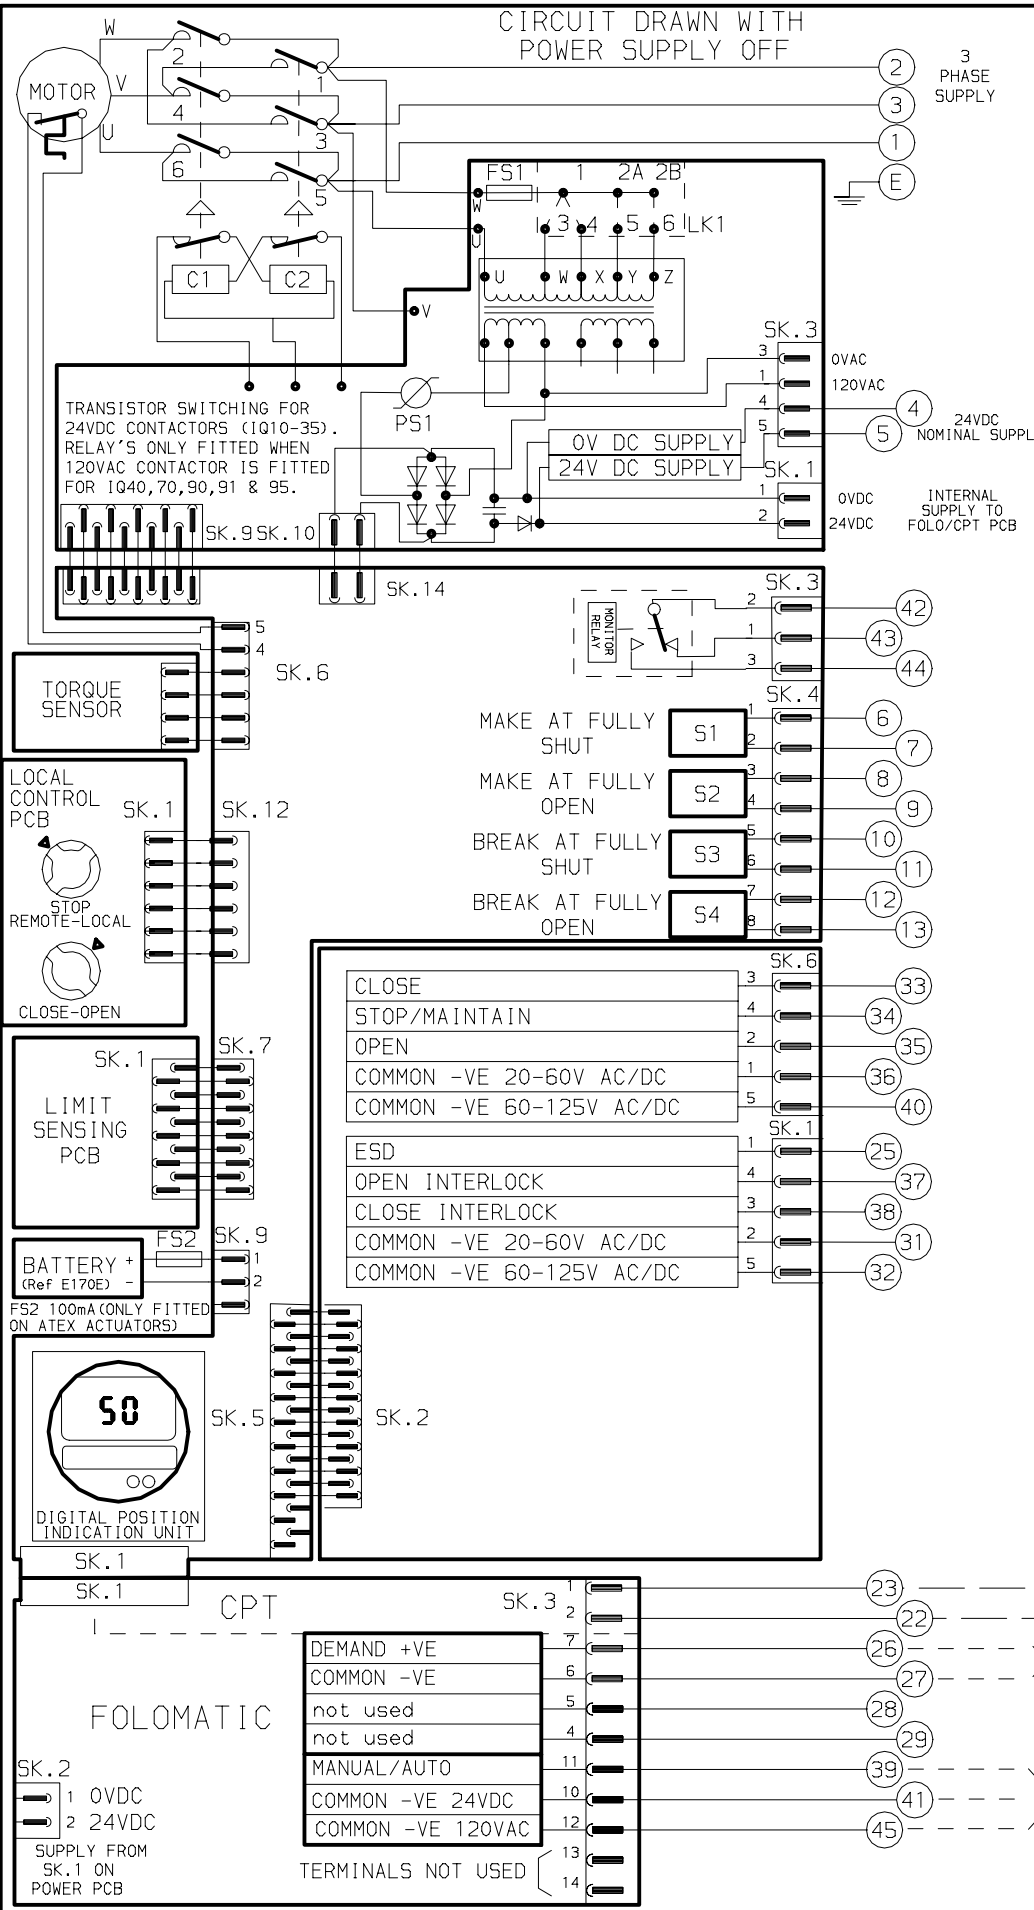 CIRCUIT DRAWN WITH
POWER SUPPLY OFF
W
V
U
MOTOR
2
1
4
3
6
5
2
3
1
E
3
PHASE
SUPPLY
C1
C2
FS1
1
2A
2B
W
U
3
4
5
6
LK1
U
W
X
Y
Z
V
PS1
SK.3
3
0VAC
1
120VAC
4
4
5
5
24VDC
NOMINAL SUPPL
0V DC SUPPLY
24V DC SUPPLY
SK.1
1
0VDC
2
24VDC
INTERNAL
SUPPLY TO
FOLO/CPT PCB
TRANSISTOR SWITCHING FOR
24VDC CONTACTORS (IQ10-35).
RELAY'S ONLY FITTED WHEN
120VAC CONTACTOR IS FITTED
FOR IQ40,70,90,91 & 95.
SK.9
SK.10
SK.14
5
4
SK.6
TORQUE
SENSOR
MONITOR
RELAY
SK.3
2
42
1
43
3
44
SK.4
MAKE AT FULLY
SHUT
S1
1
6
2
7
MAKE AT FULLY
OPEN
S2
3
8
4
9
BREAK AT FULLY
SHUT
S3
5
10
6
11
BREAK AT FULLY
OPEN
S4
7
12
8
13
LOCAL
CONTROL
PCB
SK.1
SK.12
STOP
REMOTE-LOCAL
CLOSE-OPEN
SK.6
CLOSE
3
33
STOP/MAINTAIN
4
34
OPEN
2
35
COMMON -VE 20-60V AC/DC
1
36
COMMON -VE 60-125V AC/DC
5
40
SK.1
ESD
1
25
OPEN INTERLOCK
4
37
CLOSE INTERLOCK
3
38
COMMON -VE 20-60V AC/DC
2
31
COMMON -VE 60-125V AC/DC
5
32
SK.1
SK.7
LIMIT
SENSING
PCB
BATTERY
+
-
(Ref E170E)
FS2
SK.9
1
2
FS2 100mA(ONLY FITTED
ON ATEX ACTUATORS)
50
DIGITAL POSITION
INDICATION UNIT
SK.5
SK.2
SK.1
SK.1
CPT
SK.3
1
23
2
22
DEMAND +VE
7
26
COMMON -VE
6
27
not used
5
28
not used
4
29
MANUAL/AUTO
11
39
COMMON -VE 24VDC
10
41
COMMON -VE 120VAC
12
45
TERMINALS NOT USED
13
14
FOLOMATIC
SK.2
1 0VDC
2 24VDC
SUPPLY FROM
SK.1 ON
POWER PCB